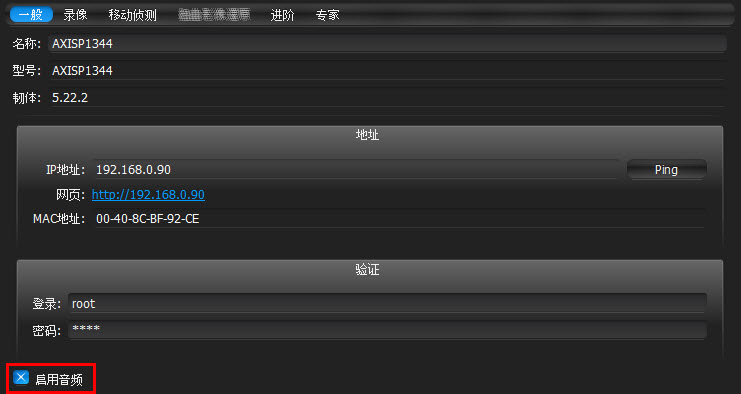 一般 录像 移动侦测 进阶 专家
名称: AXISP1344
型号: AXISP1344
韧体: 5.22.2
地址
IP地址: 192.168.0.90 Ping
网页: http://192.168.0.90
MAC地址: 00-40-8C-BF-92-CE
验证
登录: root
密码: ****
启用音频